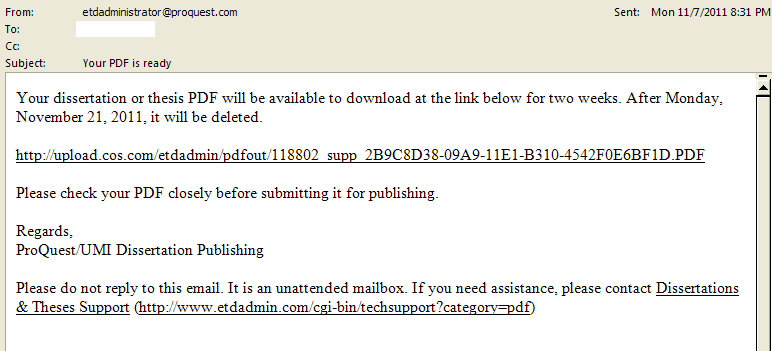 From: etdadministrator@proquest.com Sent: Mon 11/7/2011 8:31 PM
To:
Cc:
Subject: Your PDF is ready
Your dissertation or thesis PDF will be available to download at the link below for two weeks. After Monday,
November 21, 2011, it will be deleted.
http://upload.cos.com/etdadmin/pdfout/118802_supp_2B9C8D38-09A9-11E1-B310-4542F0E6BF1D.PDF
Please check your PDF closely before submitting it for publishing.
Regards,
ProQuest/UMI Dissertation Publishing
Please do not reply to this email. It is an unattended mailbox. If you need assistance, please contact Dissertations
& Theses Support (http://www.etdadmin.com/cgi-bin/techsupport?category=pdf)